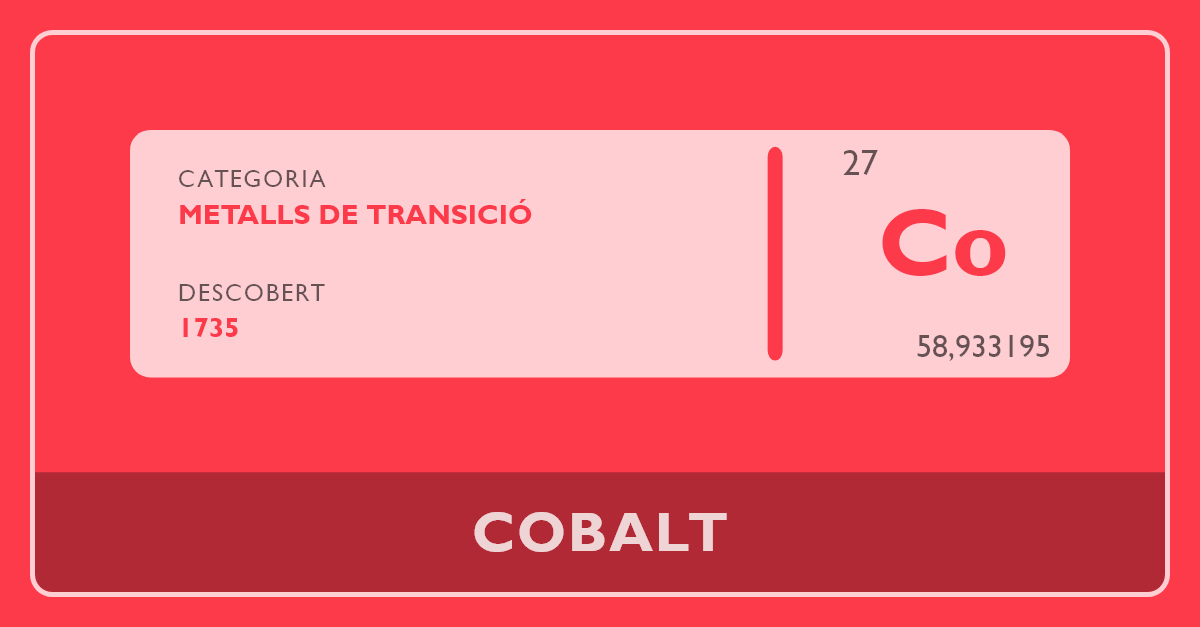 CATEGORIA
METALLS DE TRANSICIÓ
DESCOBERT
1735
27
Co
58,933195
COBALT